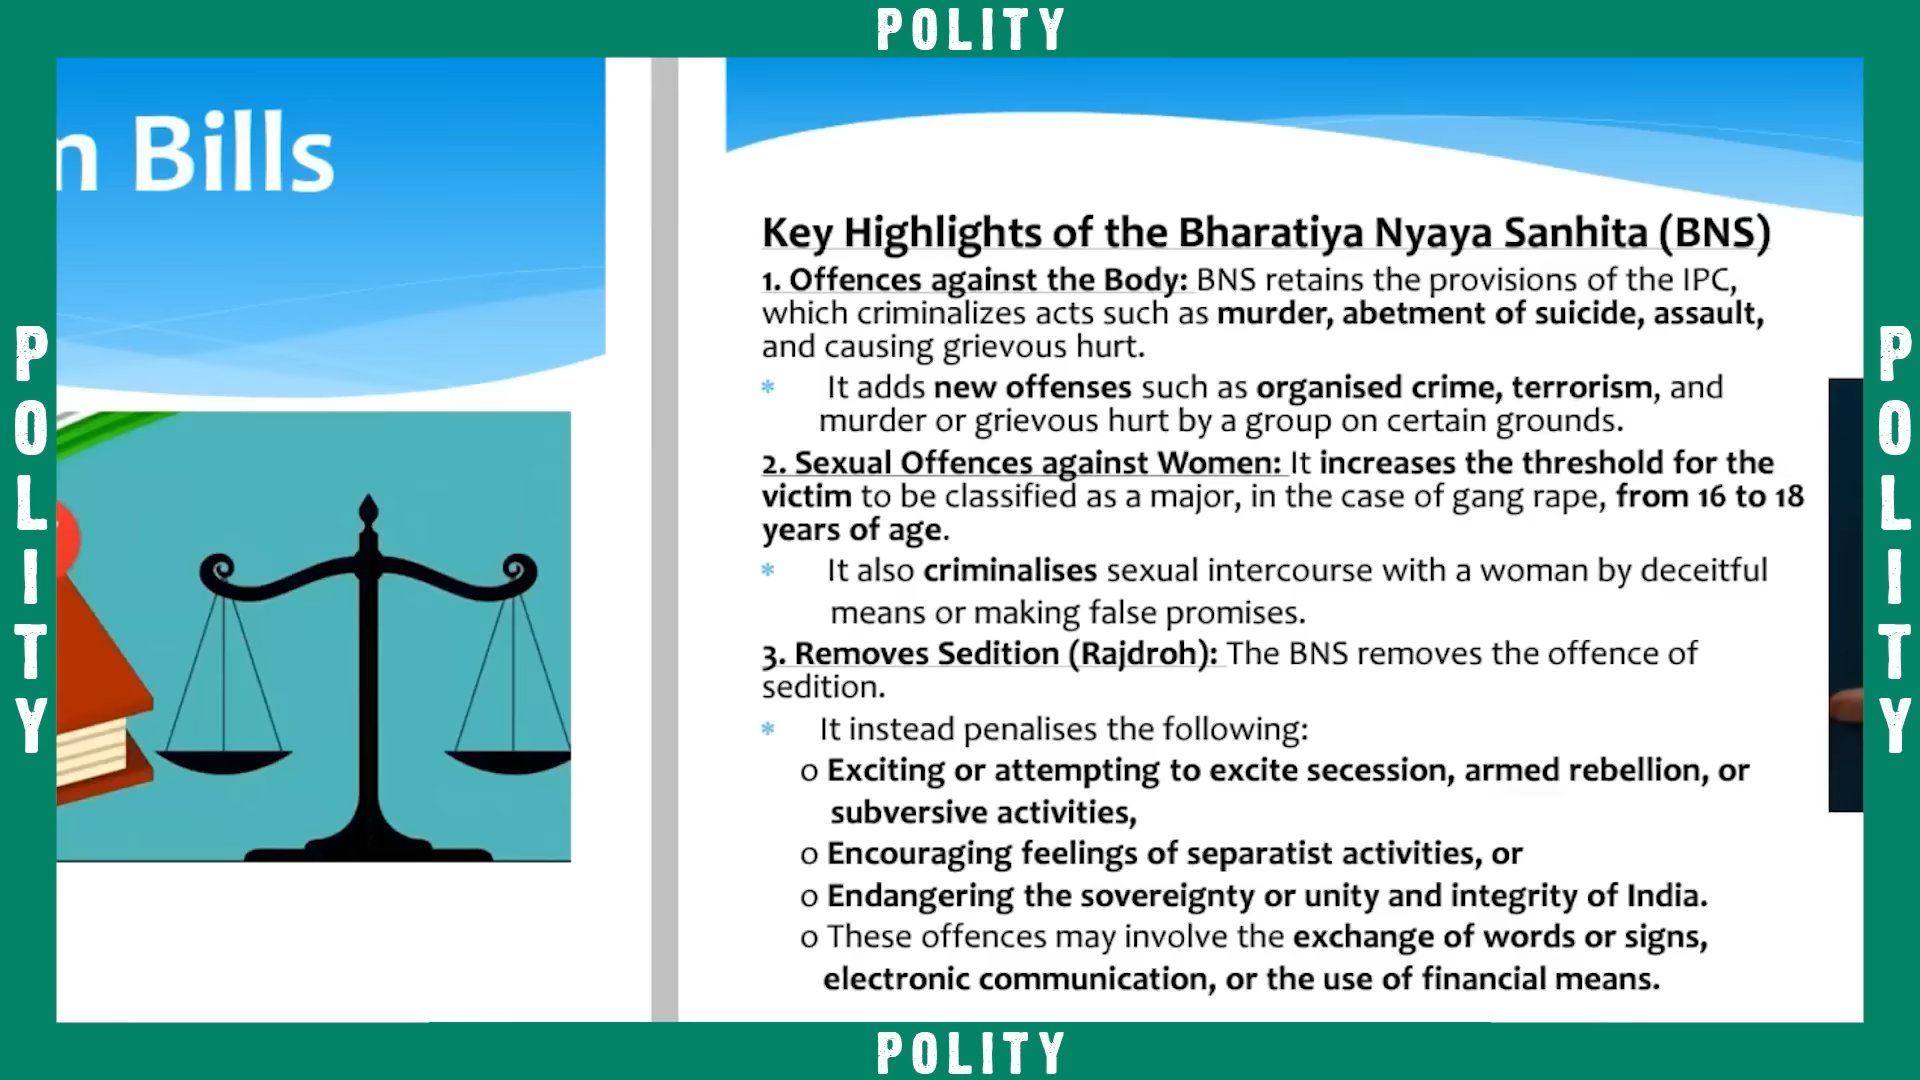 POLITY
n Bills
Key Highlights of the Bharatiya Nyaya Sanhita (BNS)
1. Offences against the Body: BNS retains the provisions of the IPC,
which criminalizes acts such as murder, abetment of suicide, assault,
and causing grievous hurt.
* It adds new offenses such as organised crime, terrorism, and
murder or grievous hurt by a group on certain grounds.
2. Sexual Offences against Women: It increases the threshold for the
victim to be classified as a major, in the case of gang rape, from 16 to 18
years of age.
* It also criminalises sexual intercourse with a woman by deceitful
means or making false promises.
3. Removes Sedition (Rajdroh): The BNS removes the offence of
sedition.
* It instead penalises the following:
o Exciting or attempting to excite secession, armed rebellion, or
subversive activities,
o Encouraging feelings of separatist activities, or
o Endangering the sovereignty or unity and integrity of India.
o These offences may involve the exchange of words or signs,
electronic communication, or the use of financial means.
POLITY
POLITY
POLITY